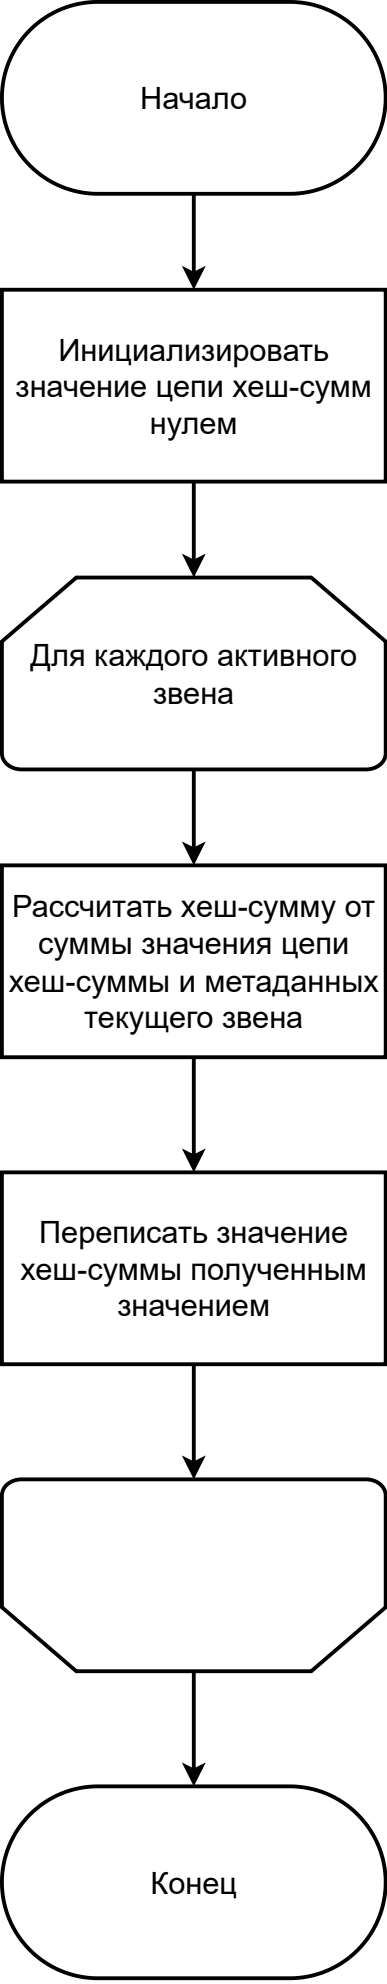 Начало
Инициализировать
значение цепи хеш-сумм
нулем
Для каждого активного
звена
Рассчитать хеш-сумму от
суммы значения цепи
хеш-суммы и метаданных
текущего звена
Переписать значение
хеш-суммы полученным
значением
Конец